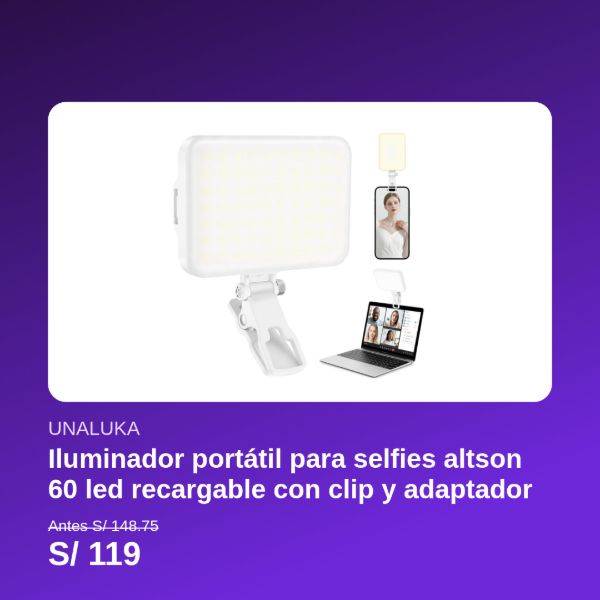 UNALUKA
Iluminador portátil para selfies altson
60 led recargable con clip y adaptador
Antes S/ 148.75
S/ 119